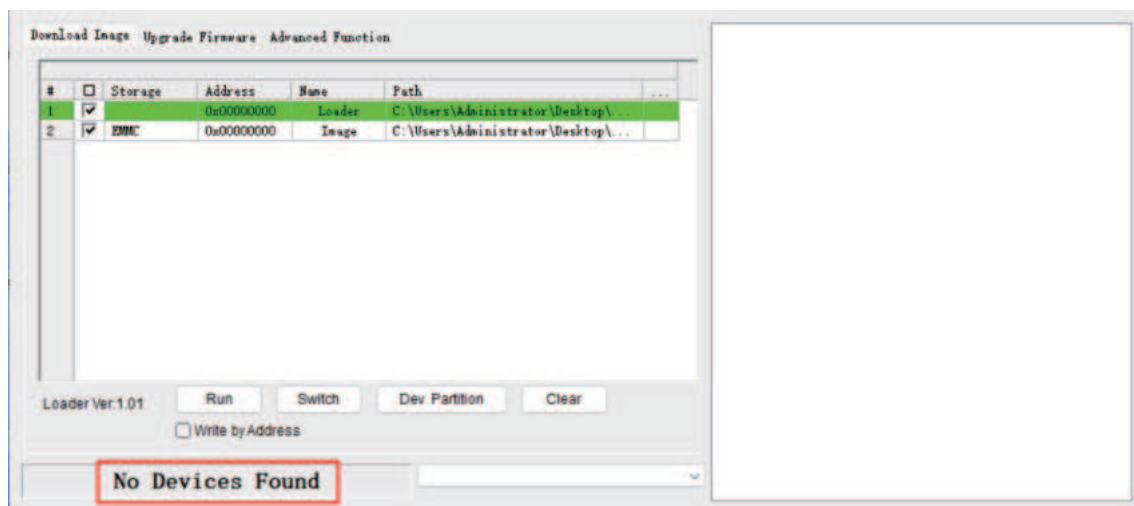 Download Image Upgrade Firmware Advanced Function
# Storage Address Name Path ...
1 0x00000000 Loader C:\Users\Administrator\Desktop\...
2 EMMC 0x00000000 Image C:\Users\Administrator\Desktop\...
Loader Ver:1.01 Run Switch Dev Partition Clear
Write by Address
No Devices Found